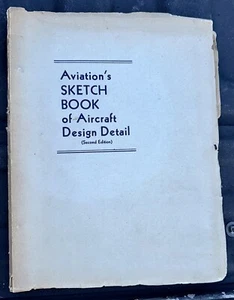 Aviation's
SKETCH
BOOK
of Aircraft
Design Detail
(Second Edition)